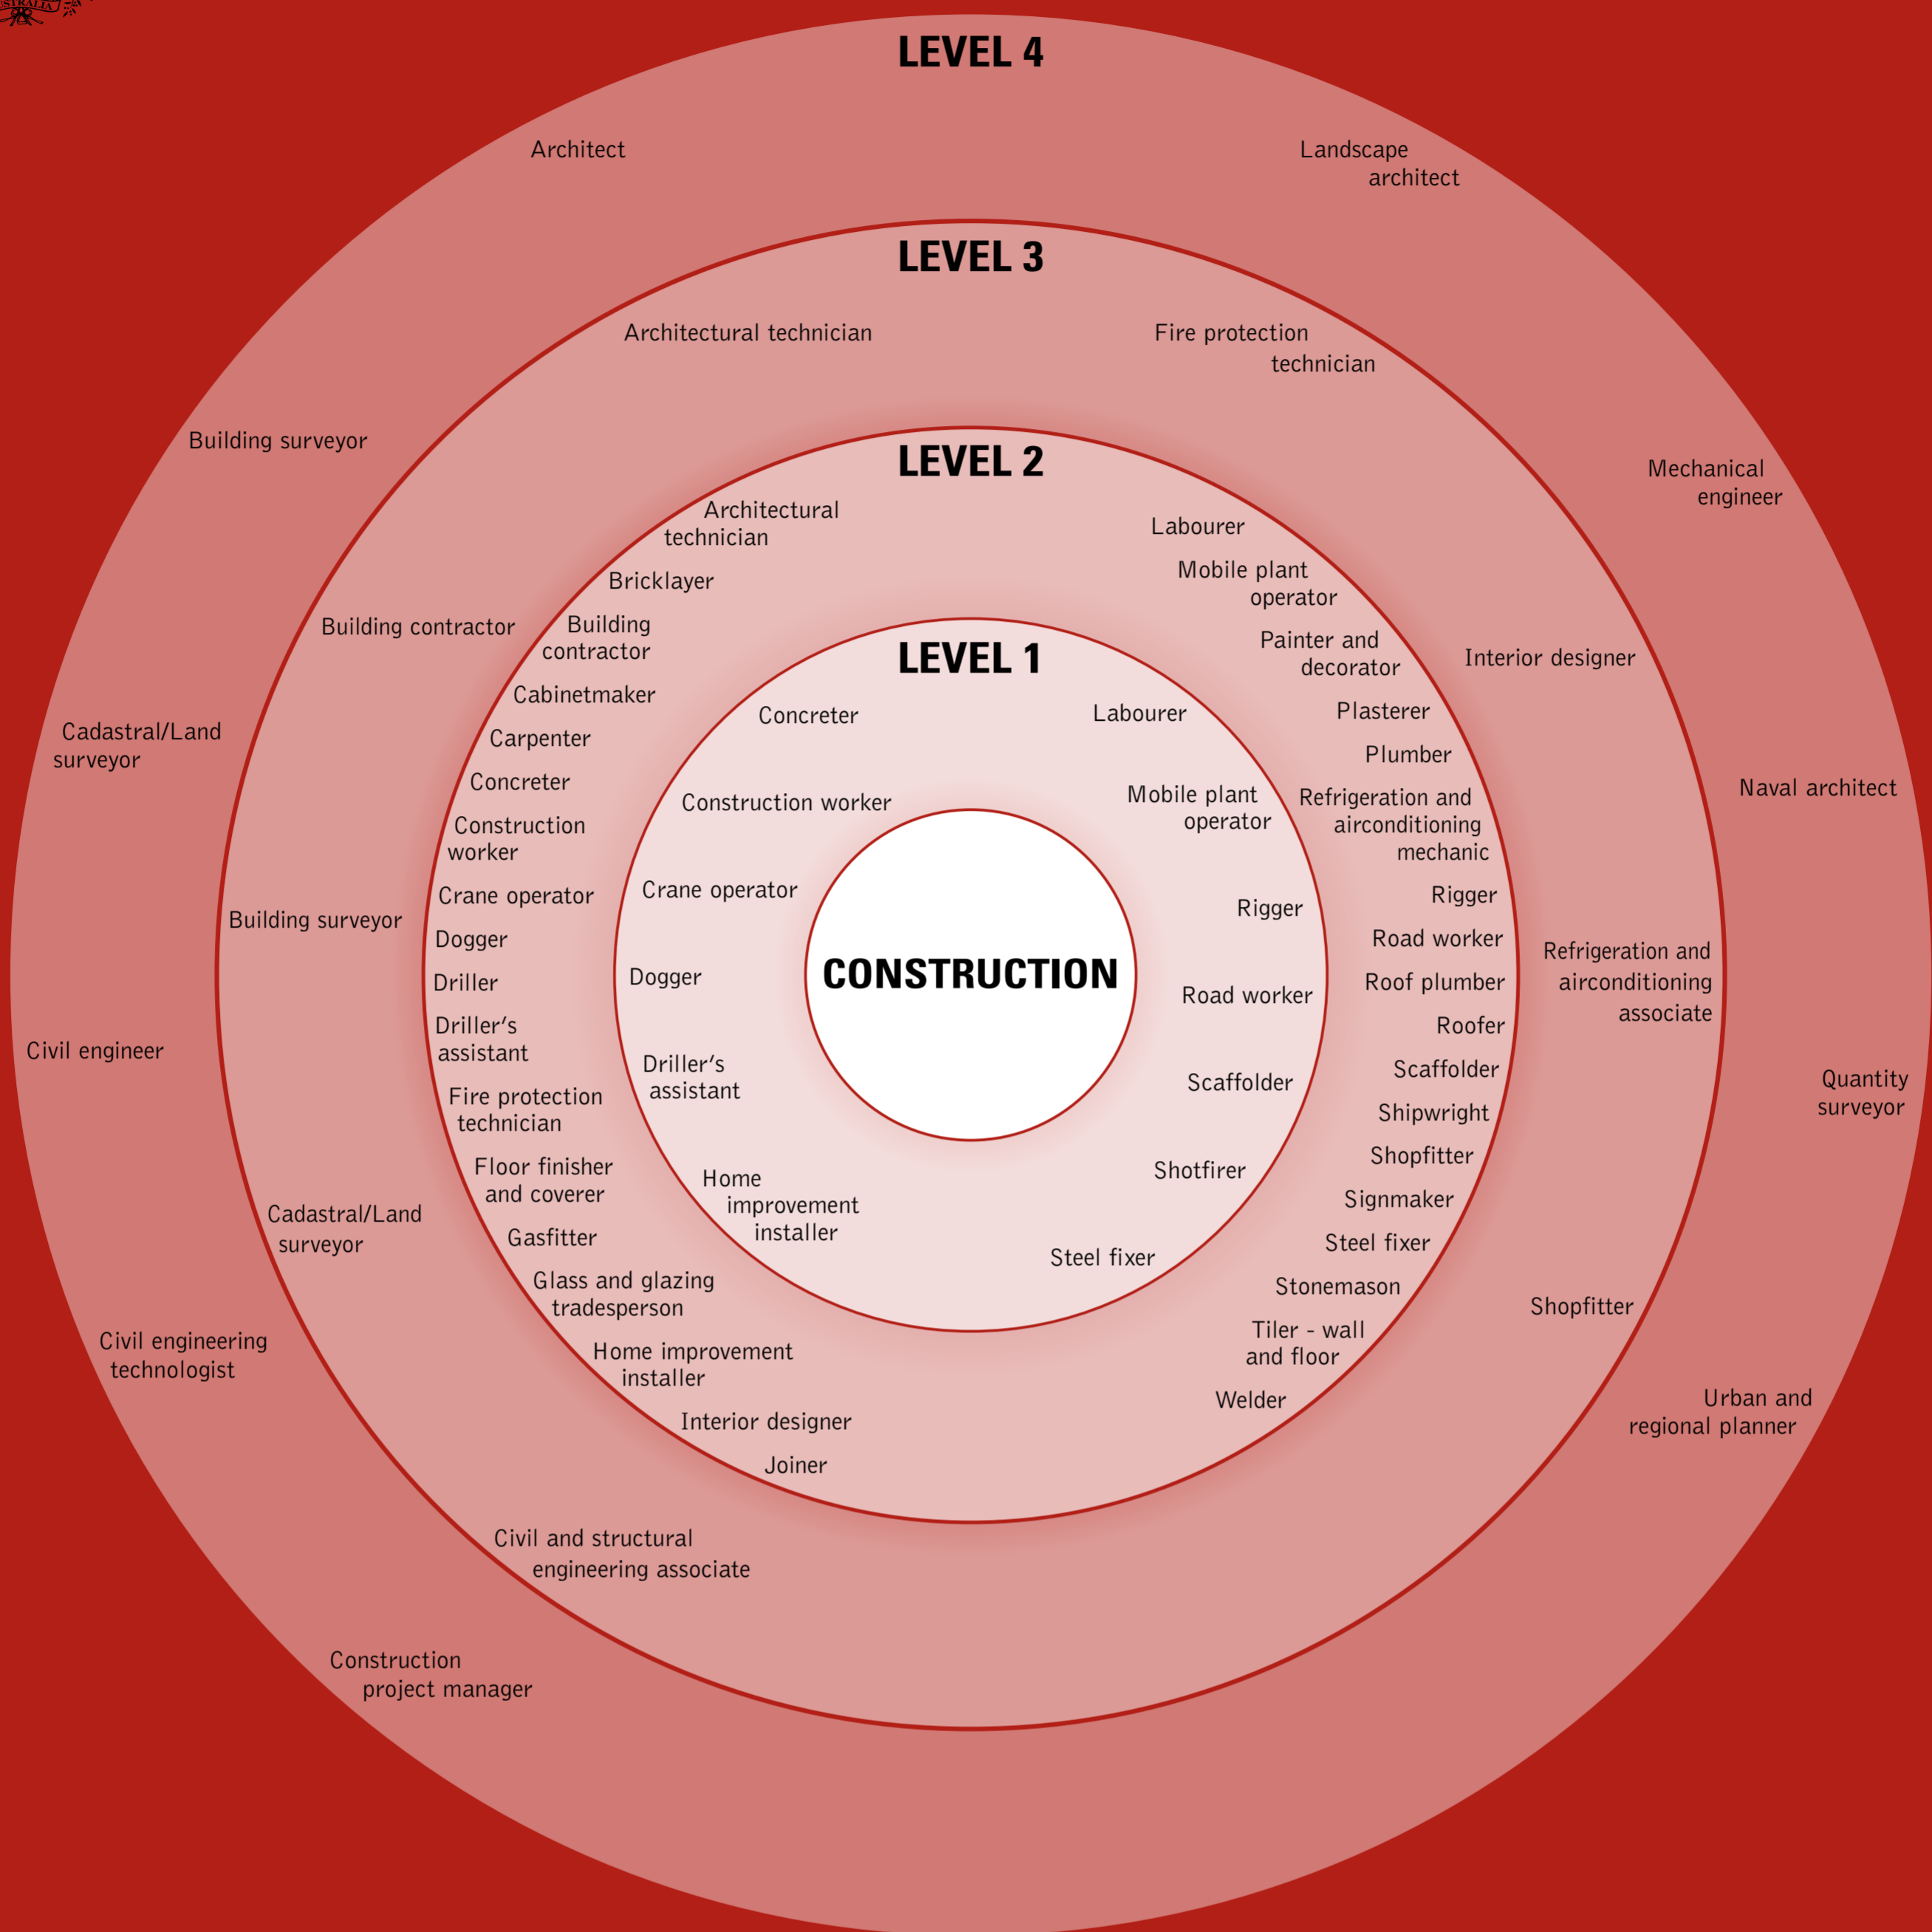 LEVEL 4
Architect
Building surveyor
Cadastral/Land
surveyor
Civil engineer
Civil engineering
technologist
Construction
project manager
Landscape
architect
Mechanical
engineer
Naval architect
Quantity
surveyor
Urban and
regional planner
LEVEL 3
Architectural technician
Building contractor
Building surveyor
Cadastral/Land
surveyor
Civil and structural
engineering associate
Fire protection
technician
Interior designer
Refrigeration and
airconditioning
associate
Shopfitter
LEVEL 2
Architectural
technician
Bricklayer
Building
contractor
Cabinetmaker
Carpenter
Concreter
Construction
worker
Crane operator
Dogger
Driller
Driller's
assistant
Fire protection
technician
Floor finisher
and coverer
Gasfitter
Glass and glazing
tradesperson
Home improvement
installer
Interior designer
Joiner
Labourer
Mobile plant
operator
Painter and
decorator
Plasterer
Plumber
Refrigeration and
airconditioning
mechanic
Rigger
Road worker
Roof plumber
Roofer
Scaffolder
Shipwright
Shopfitter
Signmaker
Steel fixer
Stonemason
Tiler - wall
and floor
Welder
LEVEL 1
Concreter
Construction worker
Crane operator
Dogger
Driller's
assistant
Home
improvement
installer
Labourer
Mobile plant
operator
Rigger
Road worker
Scaffolder
Shotfirer
Steel fixer
CONSTRUCTION